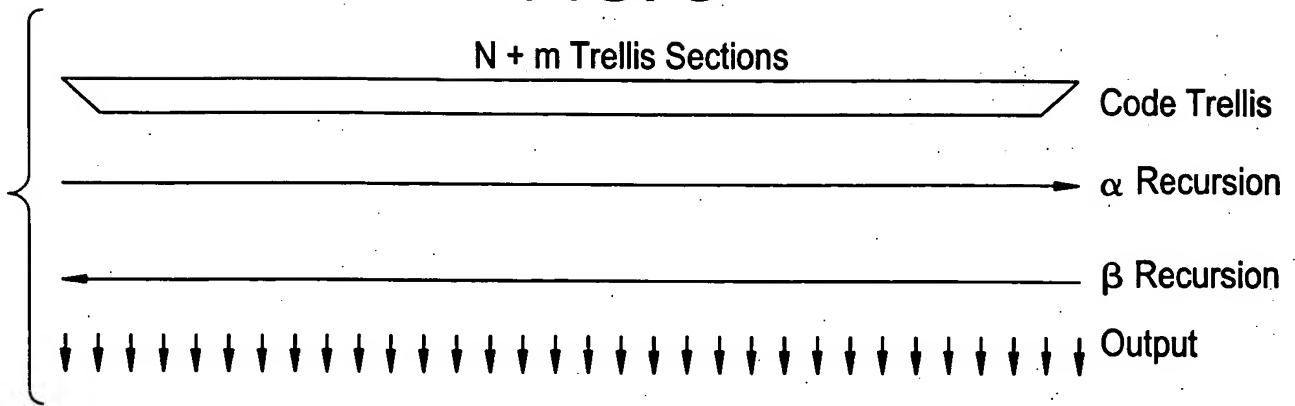 N + m Trellis Sections
Code Trellis
α Recursion
β Recursion
Output